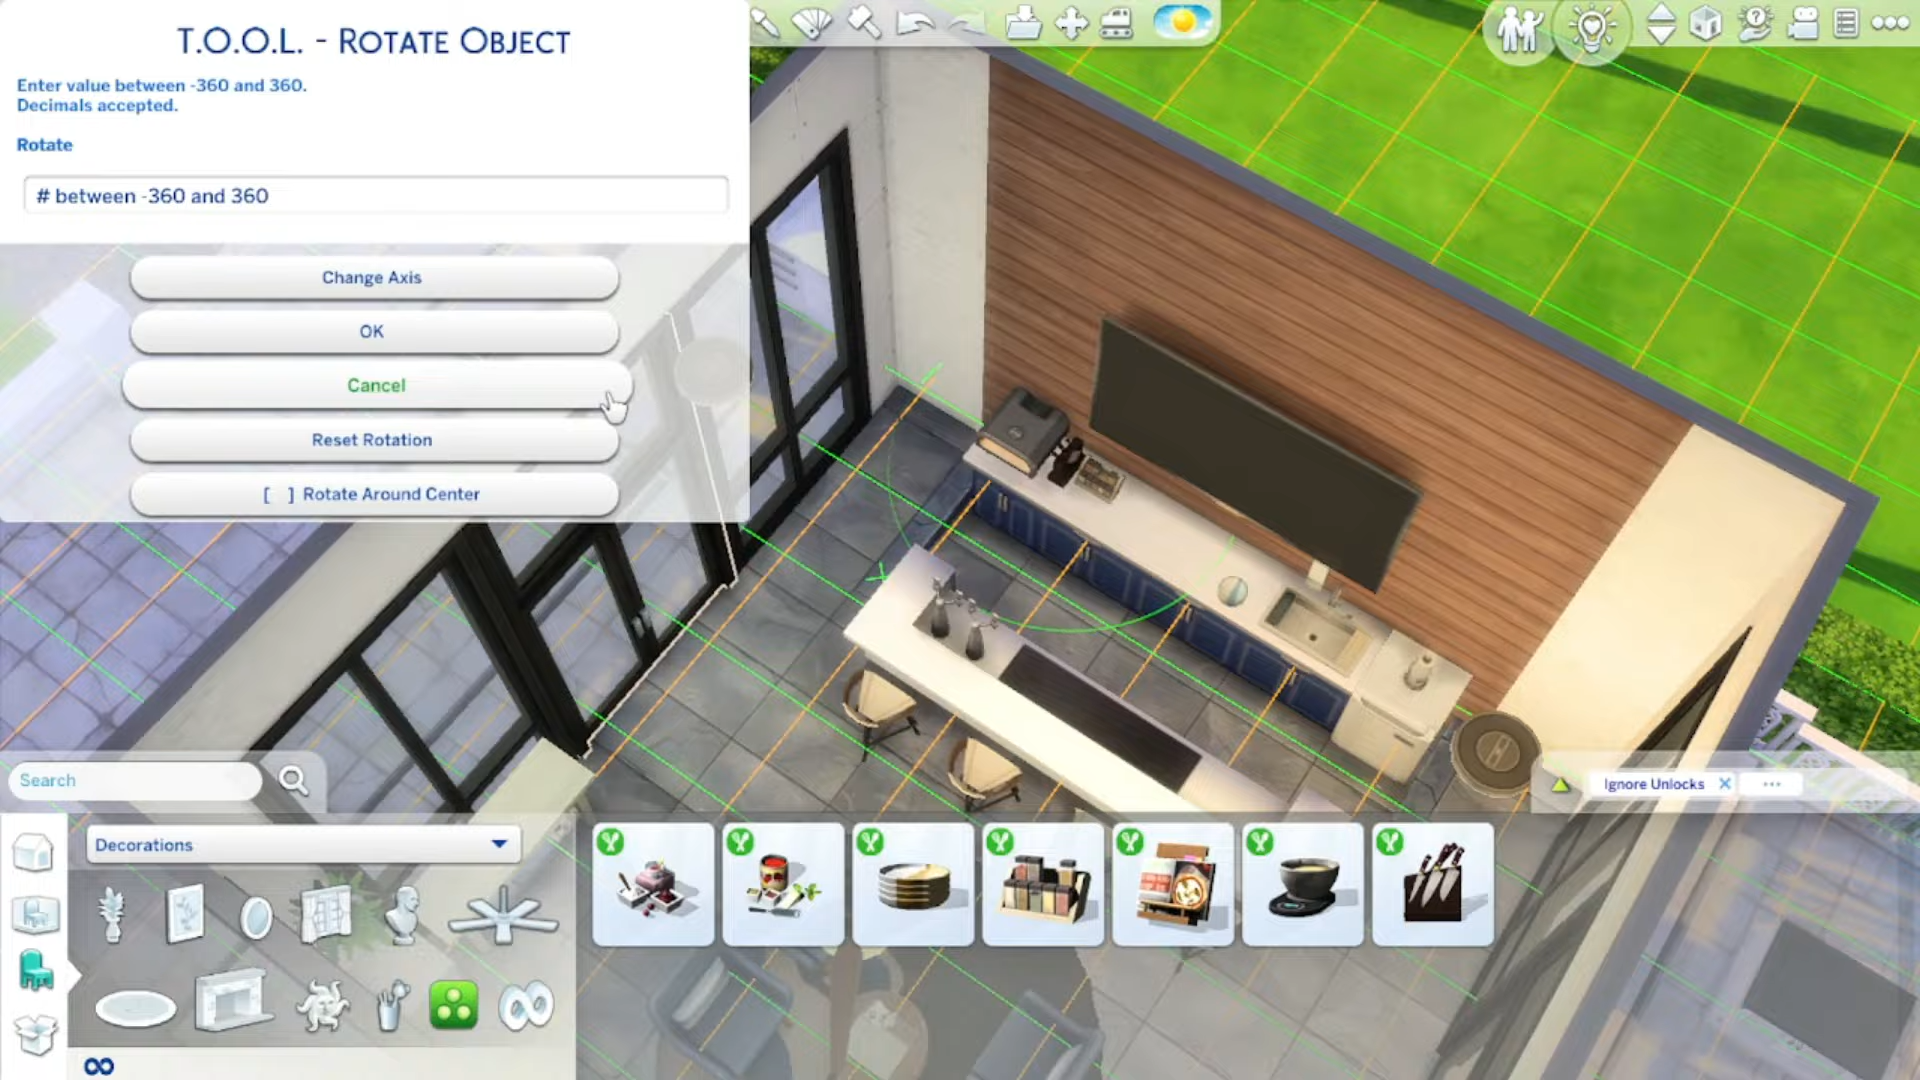 T.O.O.L. - ROTATE OBJECT
Enter value between -360 and 360.
Decimals accepted.
Rotate
# between -360 and 360
Change Axis
OK
Cancel
Reset Rotation
[ ] Rotate Around Center
Search
Ignore Unlocks
Decorations